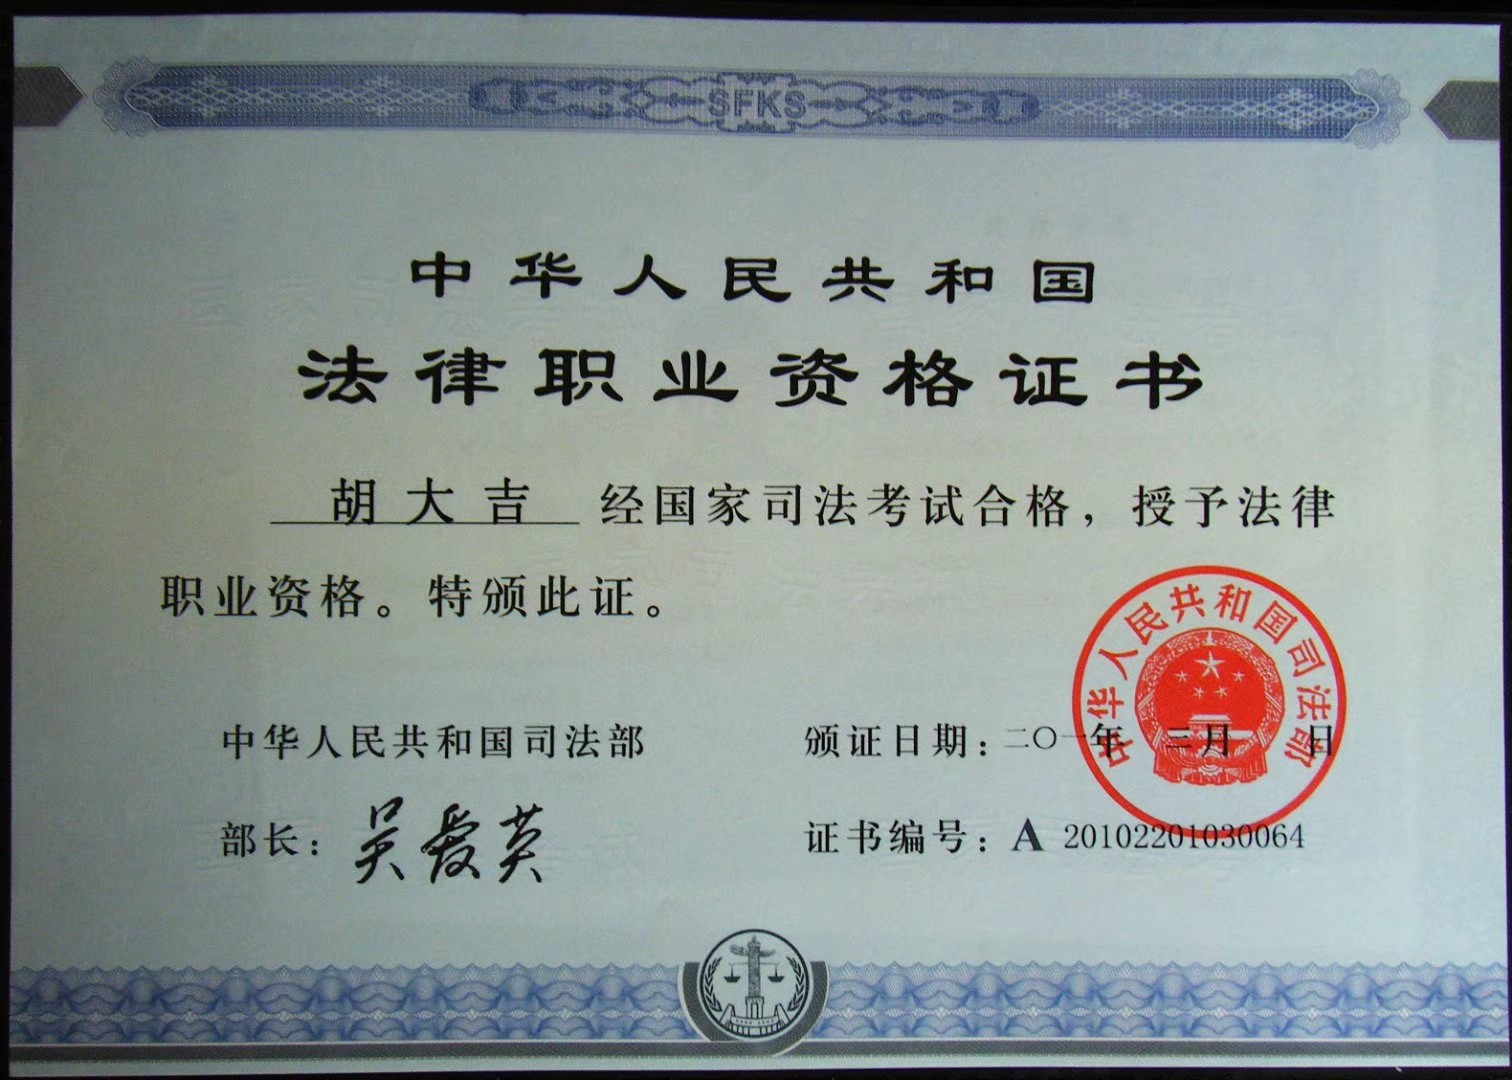 SFKS
中华人民共和国
法律职业资格证书
胡大吉 经国家司法考试合格，授予法律
职业资格。特颁此证。
中华人民共和国司法部
颁证日期：二〇一年 三月 日
部长：吴爱英
证书编号：A 20102201030064
中华人民共和国司法部